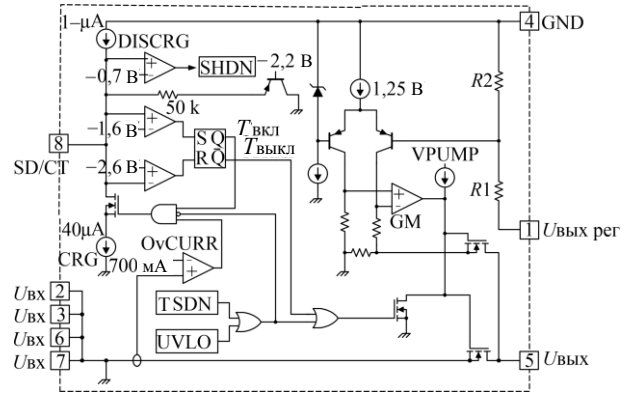 1–μA
4 GND
DISCRG
–0,7 В
SHDN
–2,2 В
1,25 В
R2
50 k
–1,6 В
S Q
R Q̅
Tвкл
Tвыкл
8
SD/CT
–2,6 В
VPUMP
R1
GM
1 Uвых рег
40μA
CRG
OvCURR
700 мА
Uвх 2
Uвх 3
Uвх 6
Uвх 7
TSDN
UVLO
5 Uвых